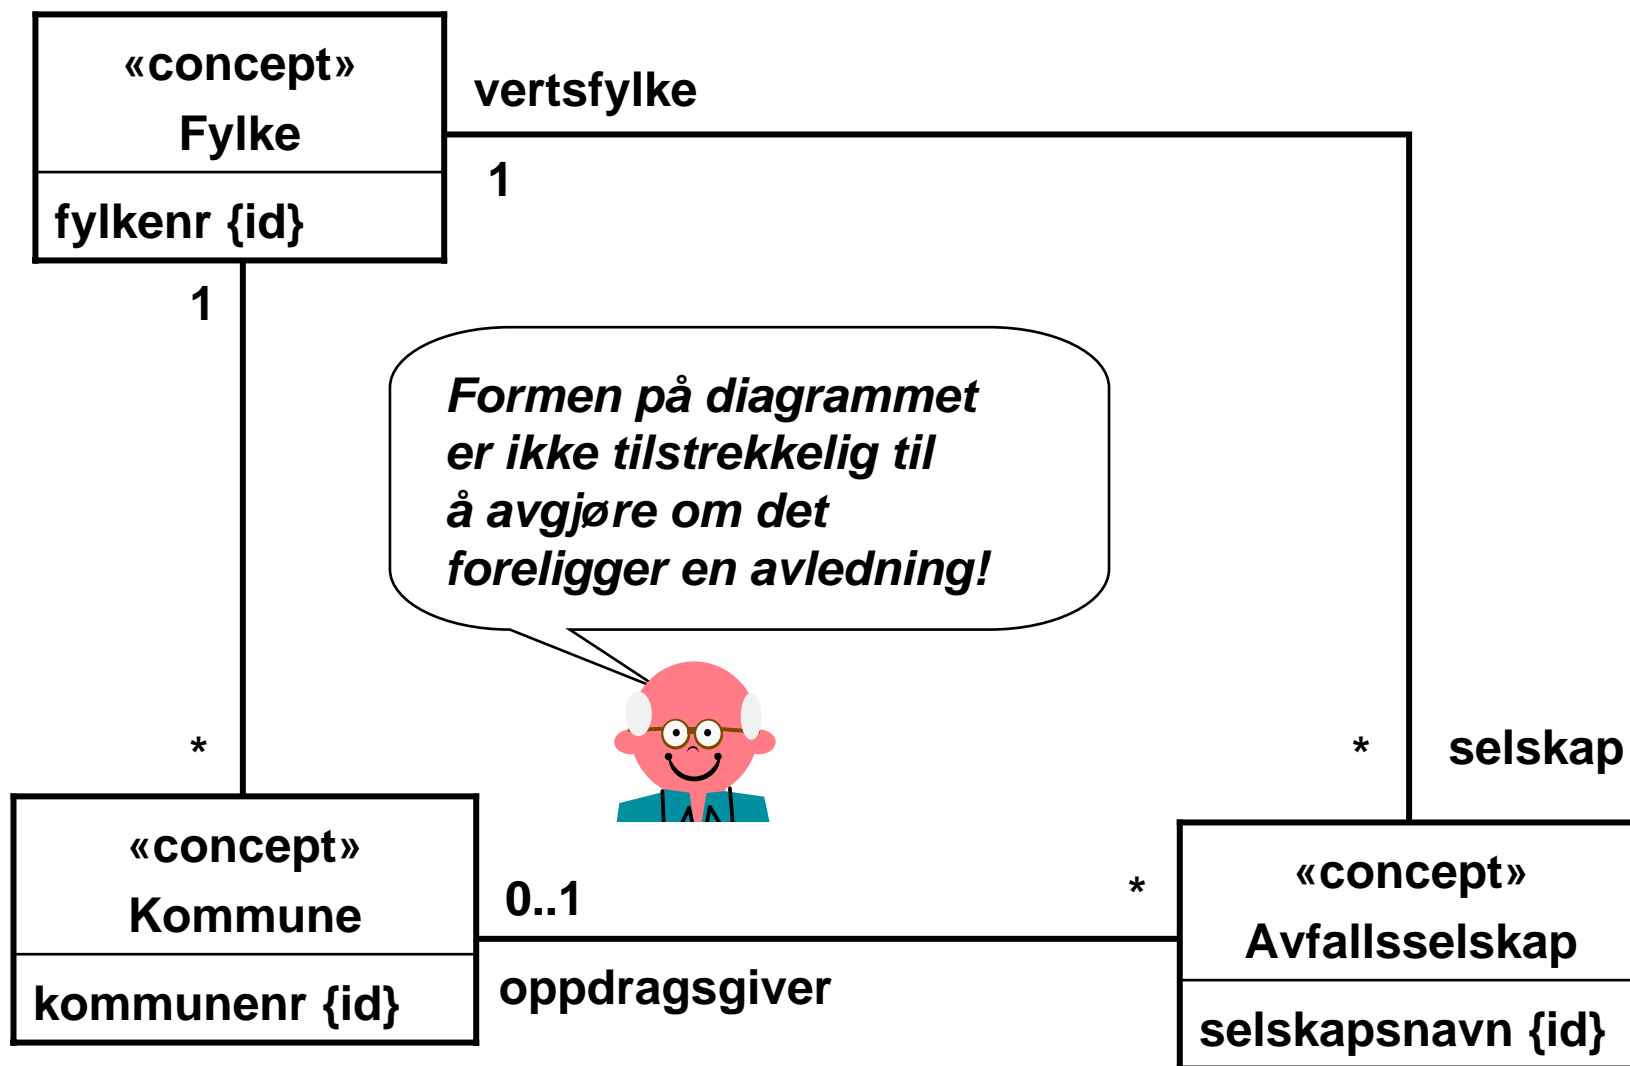 «concept»
Fylke
fylkenr {id}
vertsfylke
1
1
Formen på diagrammet
er ikke tilstrekkelig til
å avgjøre om det
foreligger en avledning!
*
* selskap
«concept»
Kommune
kommunenr {id}
0..1
*
oppdragsgiver
«concept»
Avfallsselskap
selskapsnavn {id}